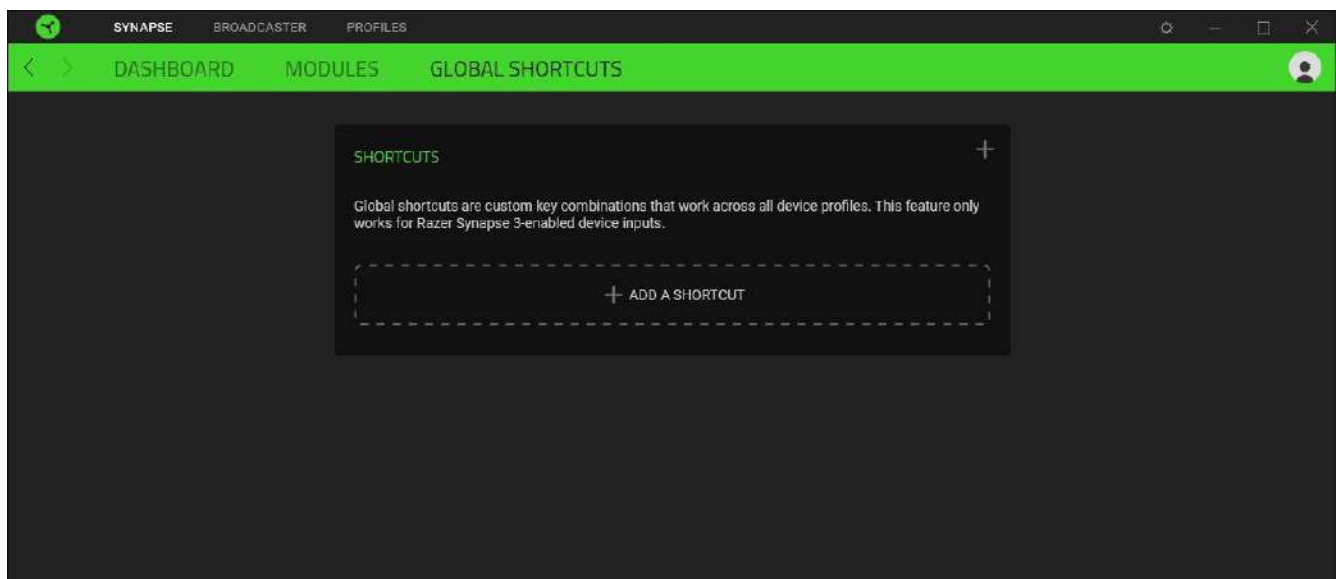 SYNAPSE BROADCASTER PROFILES
DASHBOARD MODULES GLOBAL SHORTCUTS
SHORTCUTS
Global shortcuts are custom key combinations that work across all device profiles. This feature only
works for Razer Synapse 3-enabled device inputs.
ADD A SHORTCUT